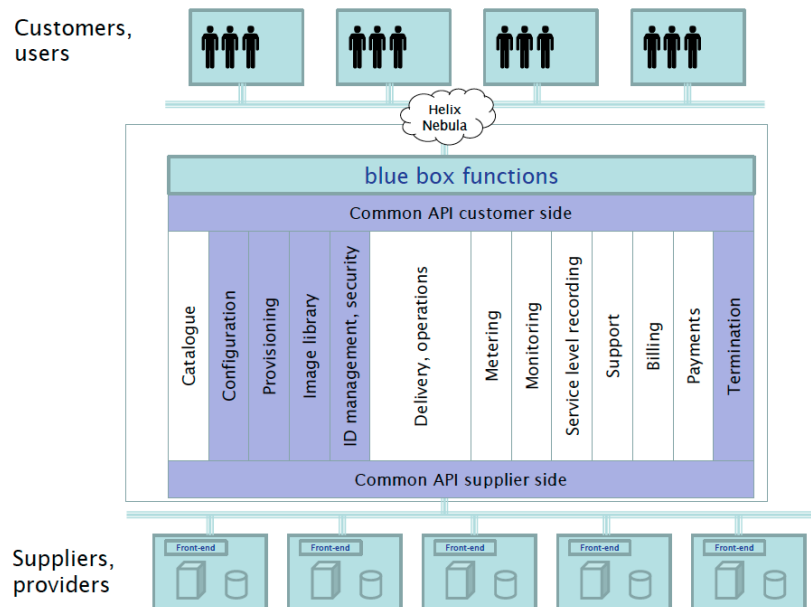 Customers,
users
Helix
Nebula
blue box functions
Common API customer side
Catalogue
Configuration
Provisioning
Image library
ID management, security
Delivery, operations
Metering
Monitoring
Service level recording
Support
Billing
Payments
Termination
Common API supplier side
Suppliers,
providers
Front-end
Front-end
Front-end
Front-end
Front-end